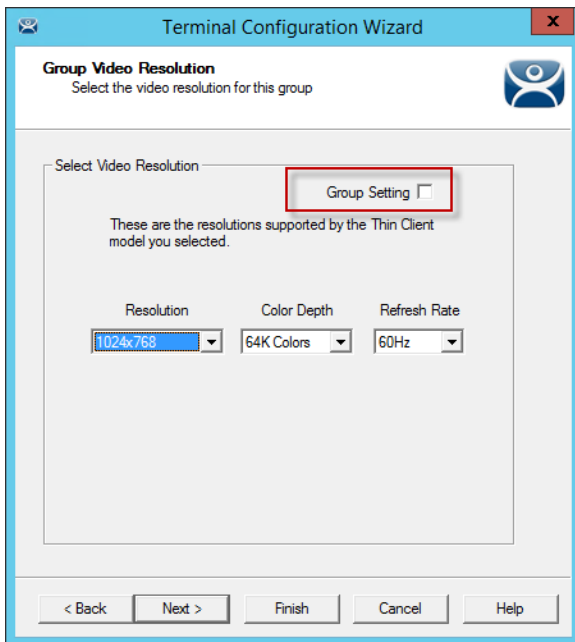 Terminal Configuration Wizard
x
Group Video Resolution
Select the video resolution for this group
Select Video Resolution
Group Setting
These are the resolutions supported by the Thin Client
model you selected.
Resolution Color Depth Refresh Rate
1024x768 64K Colors 60Hz
< Back Next > Finish Cancel Help